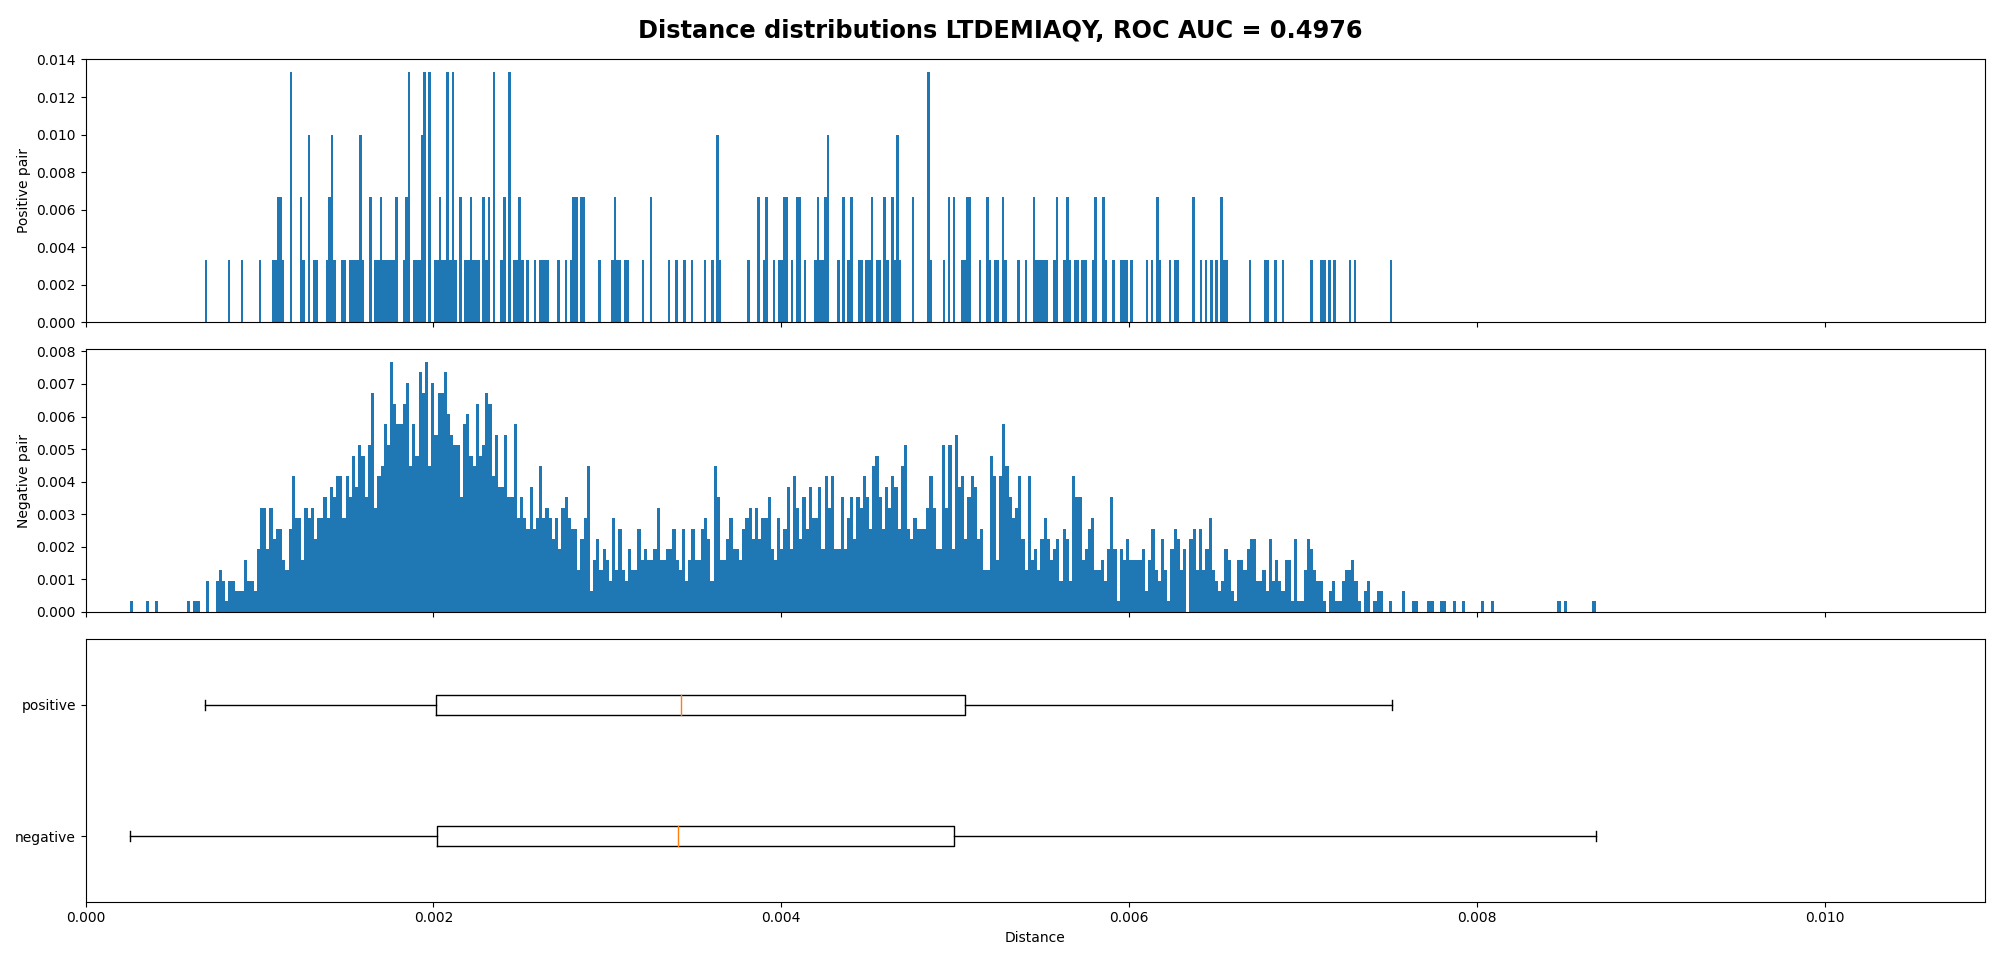 Distance distributions LTDEMIAQY, ROC AUC = 0.4976
0.014
0.012
0.010
0.008
0.006
0.004
0.002
0.000
Positive pair
0.008
0.007
0.006
0.005
0.004
0.003
0.002
0.001
0.000
Negative pair
positive
negative
0.000 0.002 0.004 0.006 0.008 0.010
Distance